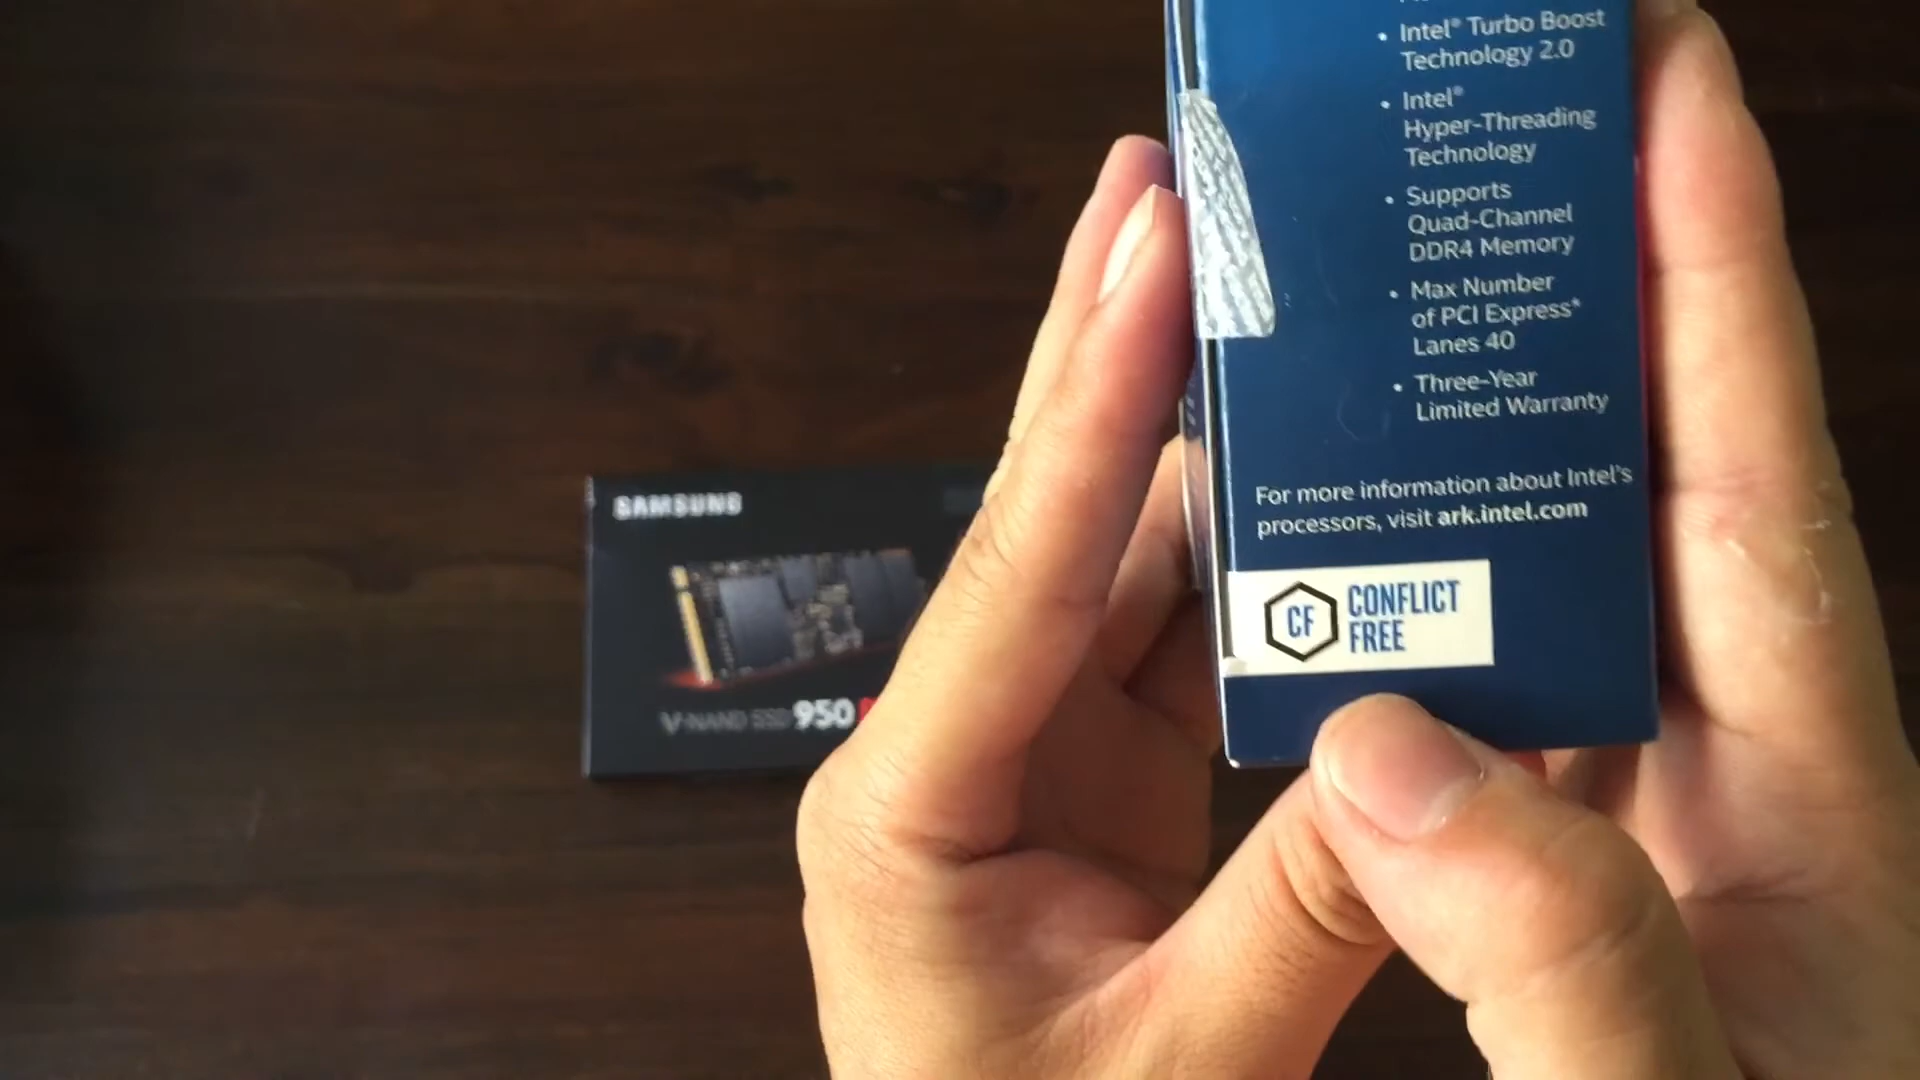 • Intel® Turbo Boost
Technology 2.0
• Intel®
Hyper-Threading
Technology
• Supports
Quad-Channel
DDR4 Memory
• Max Number
of PCI Express*
Lanes 40
• Three-Year
Limited Warranty
For more information about Intel's
processors, visit ark.intel.com
CF CONFLICT
FREE
SAMSUNG
V-NAND SSD 950